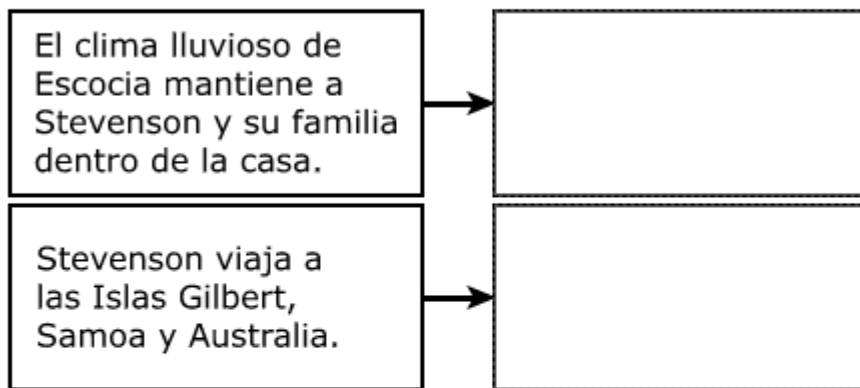 El clima lluvioso de
Escocia mantiene a
Stevenson y su familia
dentro de la casa.
Stevenson viaja a
las Islas Gilbert,
Samoa y Australia.